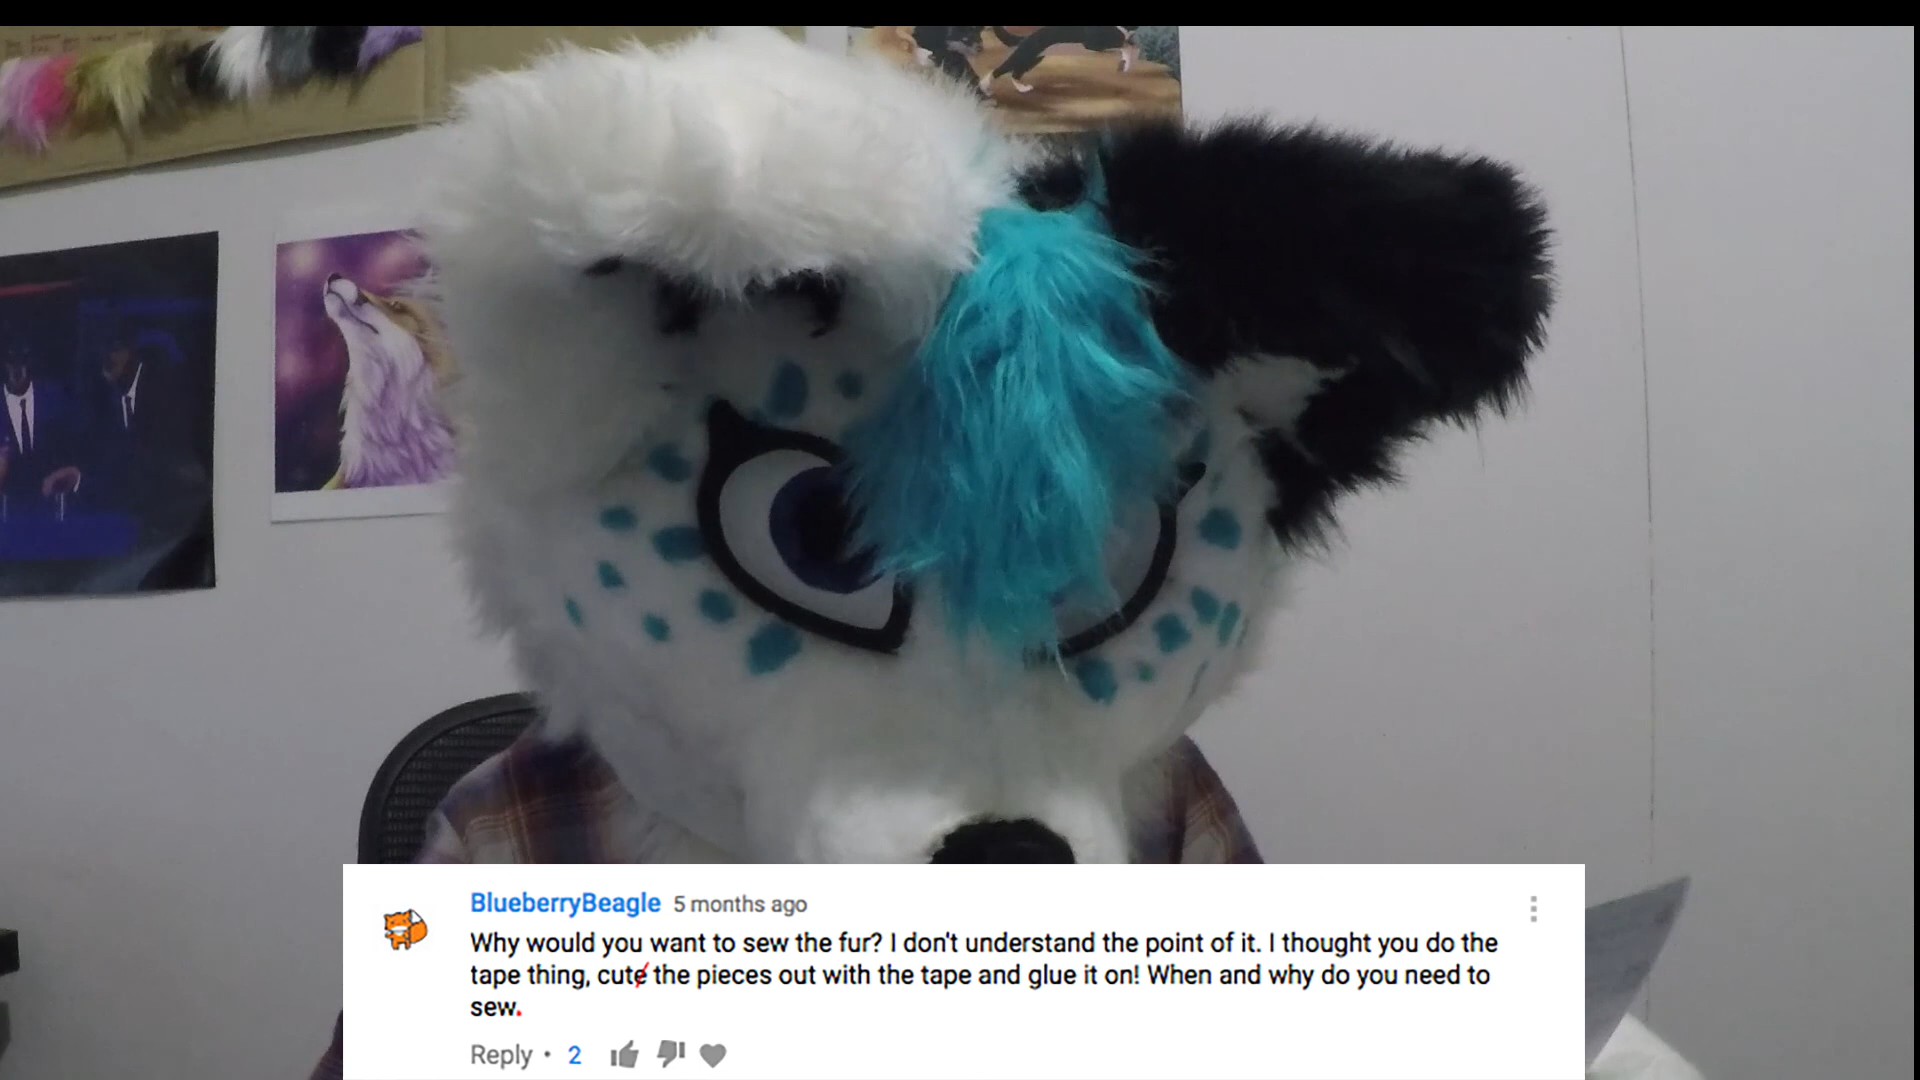 BlueberryBeagle 5 months ago
Why would you want to sew the fur? I don't understand the point of it. I thought you do the
tape thing, cute the pieces out with the tape and glue it on! When and why do you need to
sew.
Reply • 2